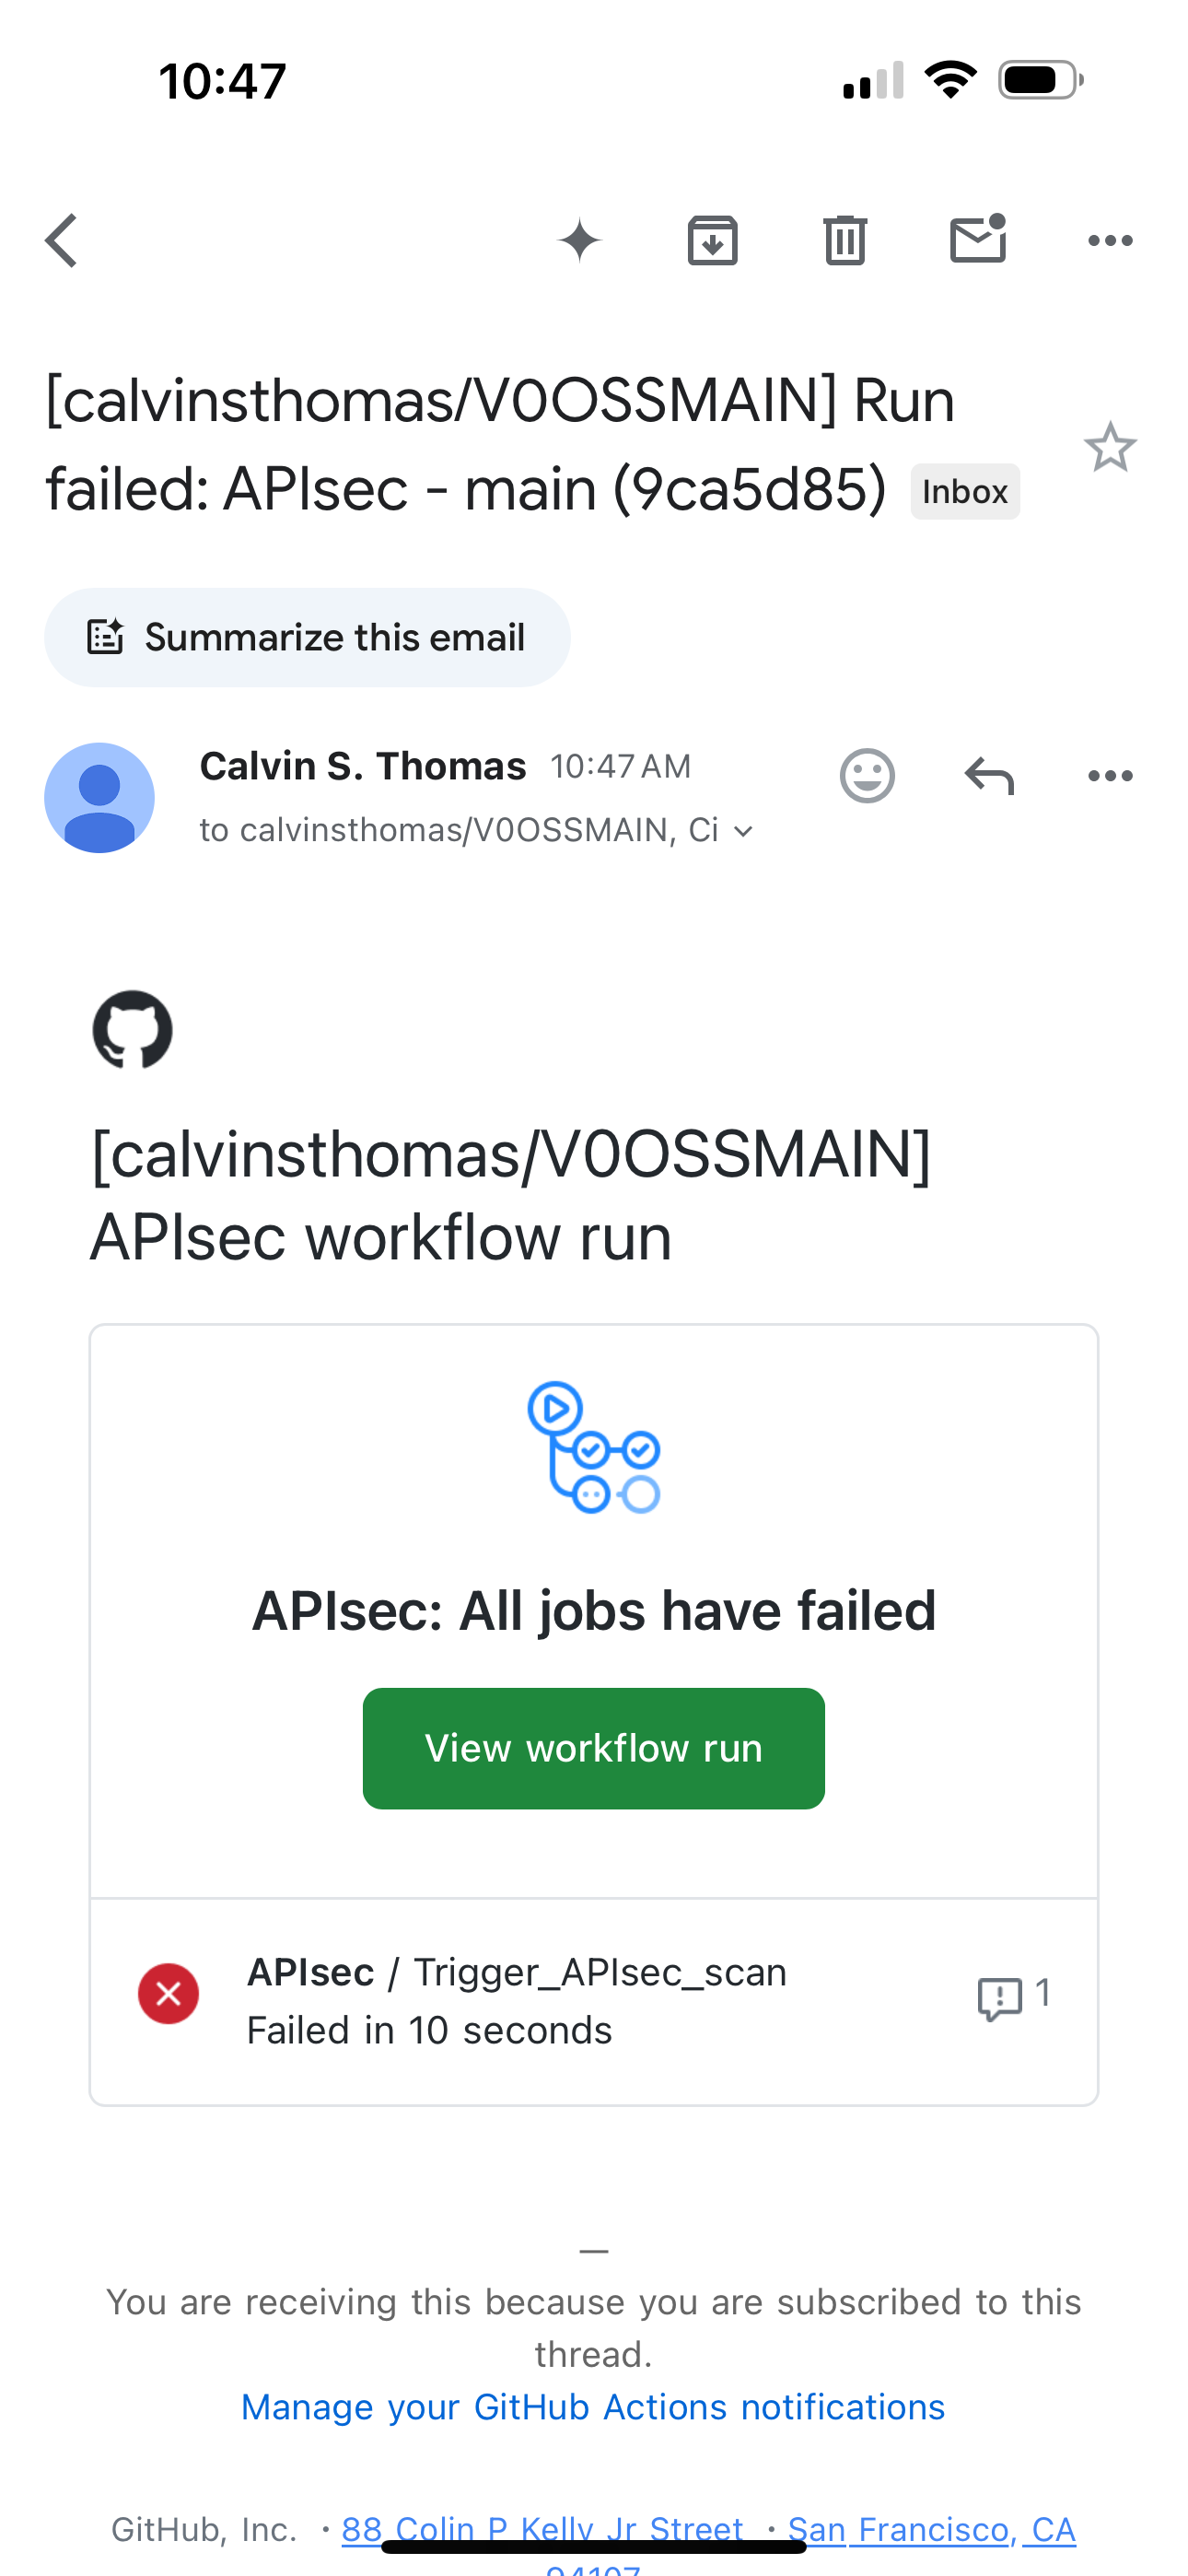 10:47
[calvinsthomas/V0OSSMAIN] Run
failed: APIsec - main (9ca5d85) Inbox
Summarize this email
Calvin S. Thomas 10:47 AM
to calvinsthomas/V0OSSMAIN, Ci
[calvinsthomas/V0OSSMAIN]
APIsec workflow run
APIsec: All jobs have failed
View workflow run
APIsec / Trigger_APIsec_scan
Failed in 10 seconds
1
—
You are receiving this because you are subscribed to this
thread.
Manage your GitHub Actions notifications
GitHub, Inc. ・88 Colin P Kelly Jr Street ・San Francisco, CA
94107